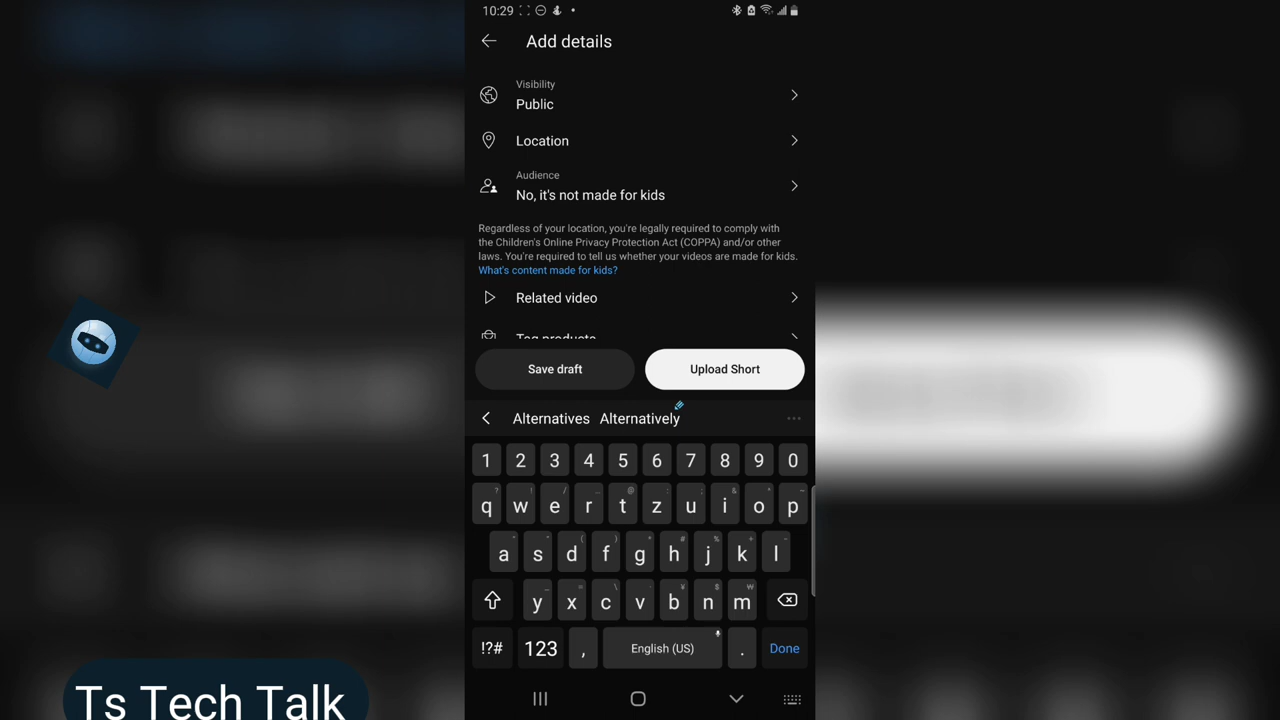 10:29
Add details
Visibility
Public
Location
Audience
No, it's not made for kids
Regardless of your location, you're legally required to comply with
the Children's Online Privacy Protection Act (COPPA) and/or other
laws. You're required to tell us whether your videos are made for kids.
What's content made for kids?
Related video
Tag products
Save draft
Upload Short
Alternatives Alternatively
1 2 3 4 5 6 7 8 9 0
q w e r t z u i o p
a s d f g h j k l
y x c v b n m
!?# 123 , English (US) . Done
Ts Tech Talk